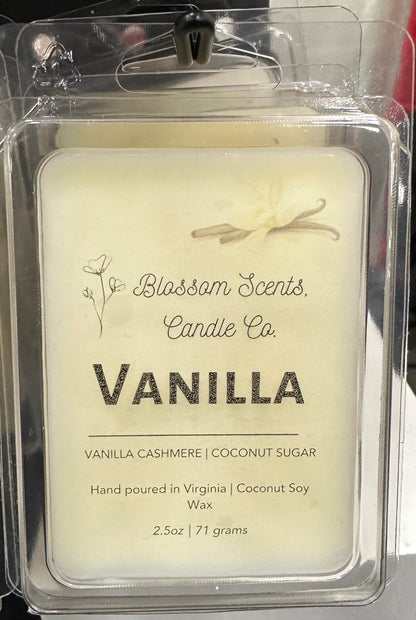 Blossom Scents,
Candle Co.
VANILLA
VANILLA CASHMERE | COCONUT SUGAR
Hand poured in Virginia | Coconut Soy
Wax
2.5oz | 71 grams